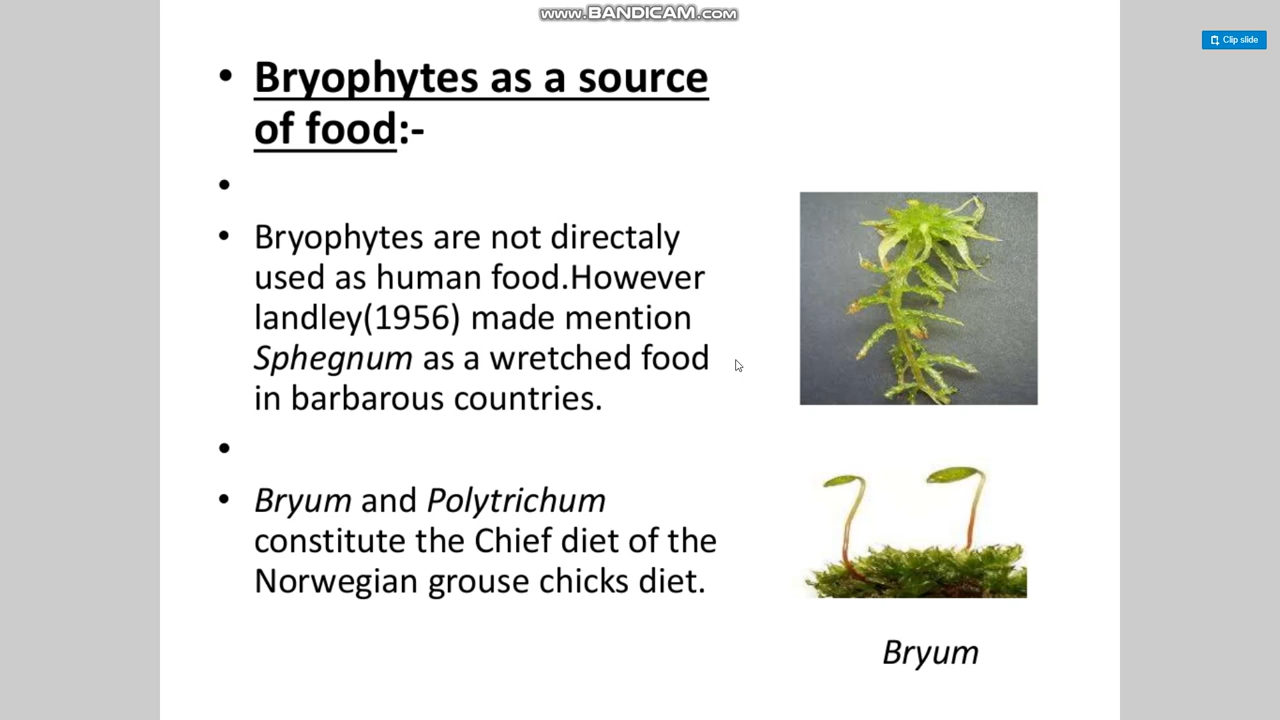 www.BANDICAM.com
Clip slide
• Bryophytes as a source
of food:-
•
• Bryophytes are not directaly
used as human food.However
landley(1956) made mention
Sphegnum as a wretched food
in barbarous countries.
•
• Bryum and Polytrichum
constitute the Chief diet of the
Norwegian grouse chicks diet.
Bryum